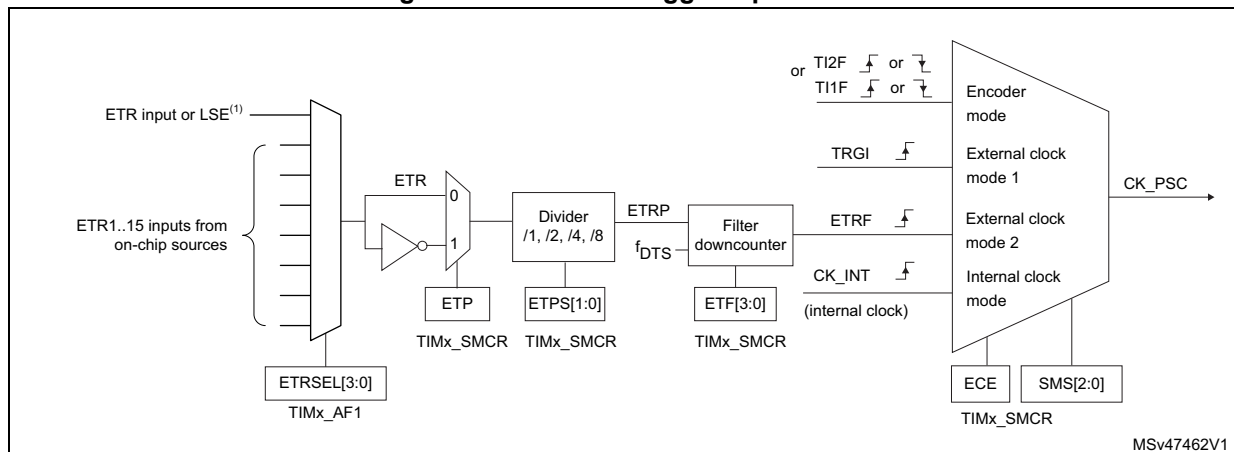 or TI2F or
TI1F or
Encoder
mode
ETR input or LSE(1)
TRGI
External clock
mode 1
CK_PSC
ETR
0
1
ETR1..15 inputs from
on-chip sources
Divider
/1, /2, /4, /8
ETRP
fDTS
Filter
downcounter
ETRF
External clock
mode 2
CK_INT
(internal clock)
Internal clock
mode
ETP
TIMx_SMCR
ETPS[1:0]
TIMx_SMCR
ETF[3:0]
TIMx_SMCR
ETRSEL[3:0]
TIMx_AF1
ECE
SMS[2:0]
TIMx_SMCR
MSv47462V1